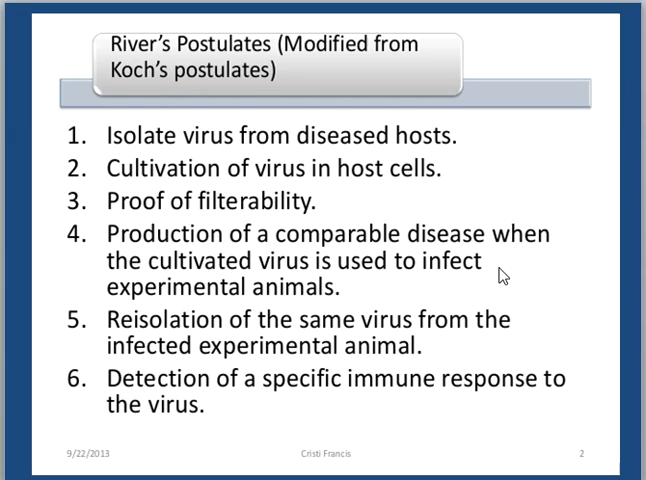 River’s Postulates (Modified from
Koch’s postulates)
1. Isolate virus from diseased hosts.
2. Cultivation of virus in host cells.
3. Proof of filterability.
4. Production of a comparable disease when
the cultivated virus is used to infect
experimental animals.
5. Reisolation of the same virus from the
infected experimental animal.
6. Detection of a specific immune response to
the virus.
9/22/2013 Cristi Francis 2